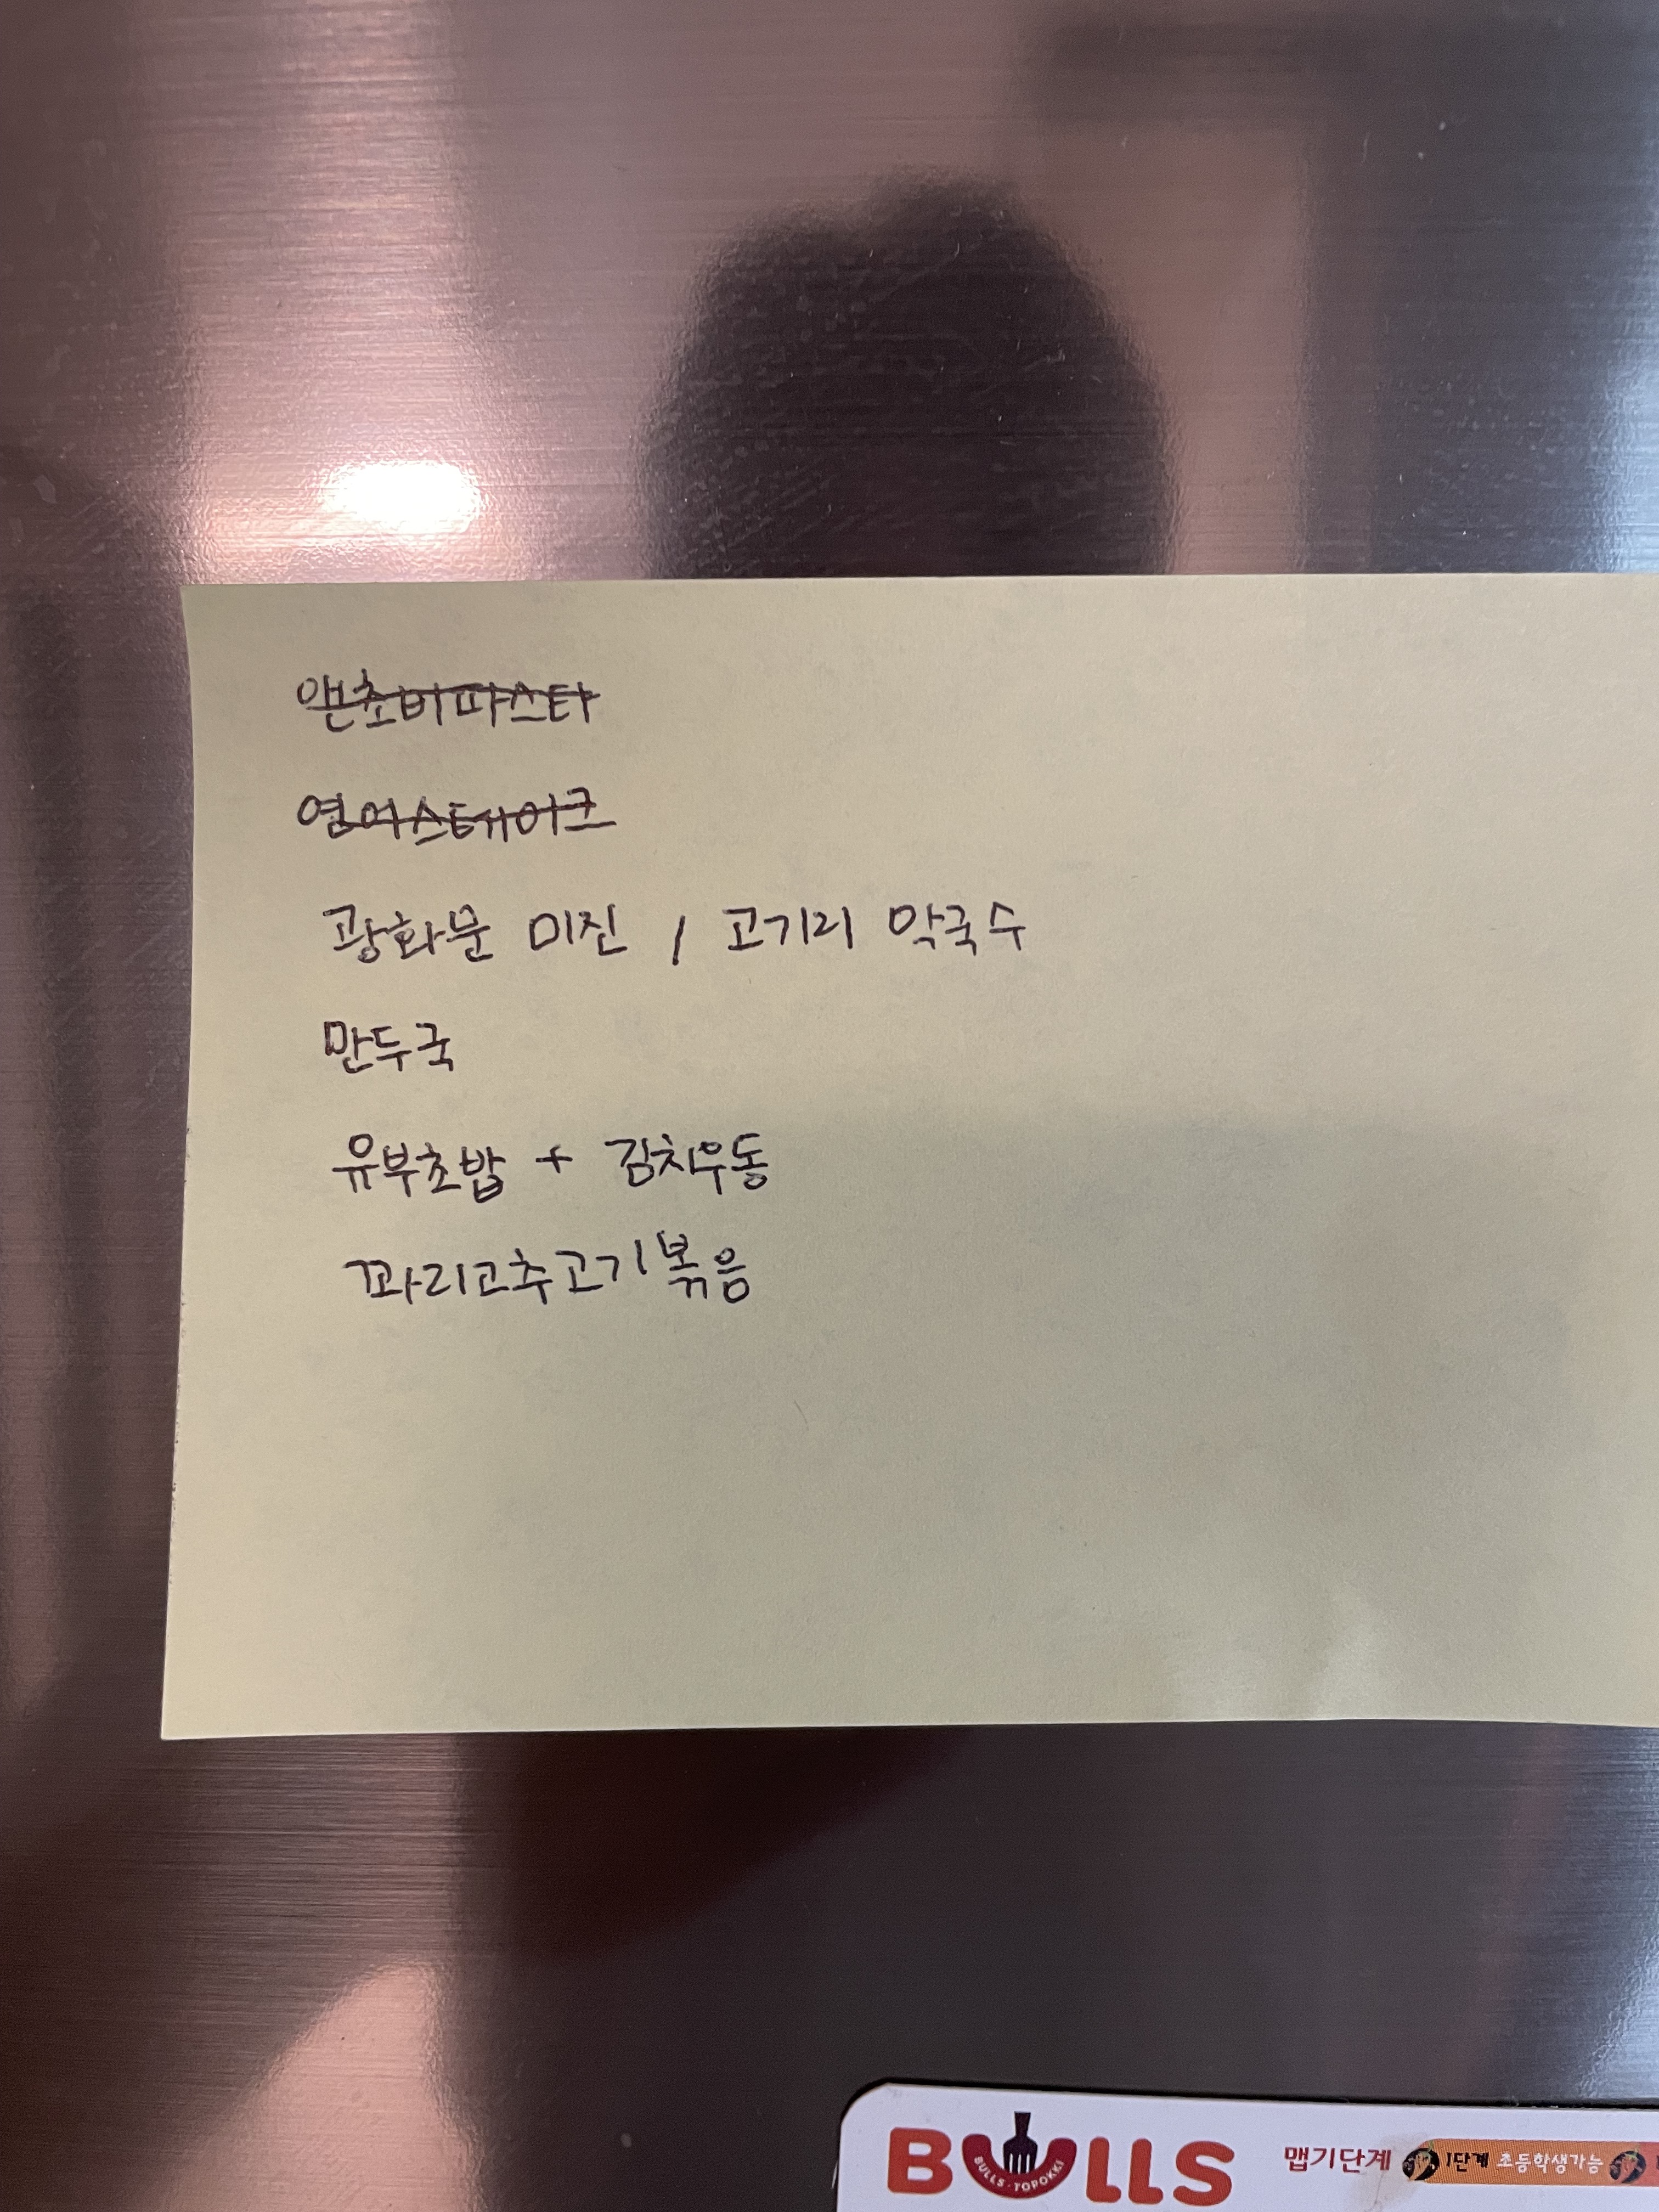 앤초비파스타
연어스테이크
광화문 미진 / 고기리 막국수
만두국
유부초밥 + 김치우동
꽈리고추고기볶음
BULLS 맵기단계 1단계 초등학생가능
BULLS·TOPOKKI